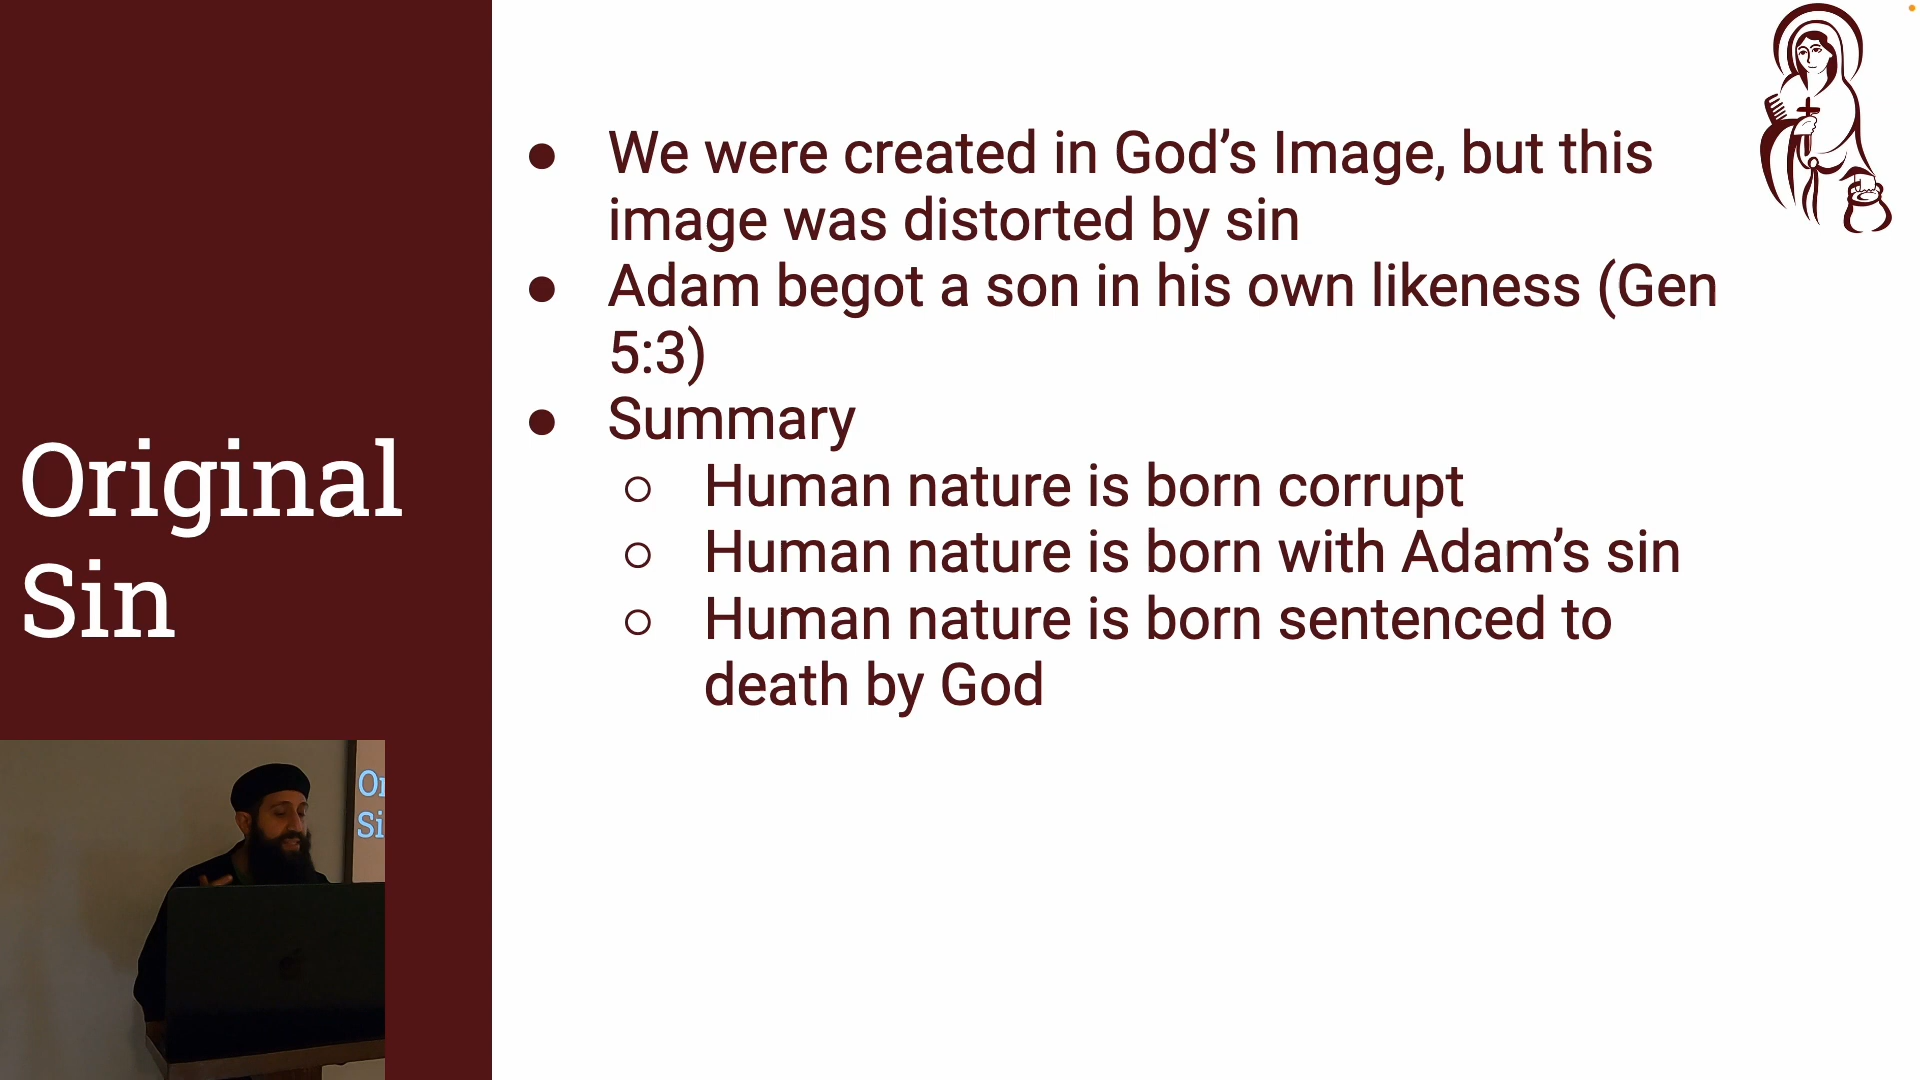 Original
Sin
● We were created in God’s Image, but this
image was distorted by sin
● Adam begot a son in his own likeness (Gen
5:3)
● Summary
○ Human nature is born corrupt
○ Human nature is born with Adam’s sin
○ Human nature is born sentenced to
death by God